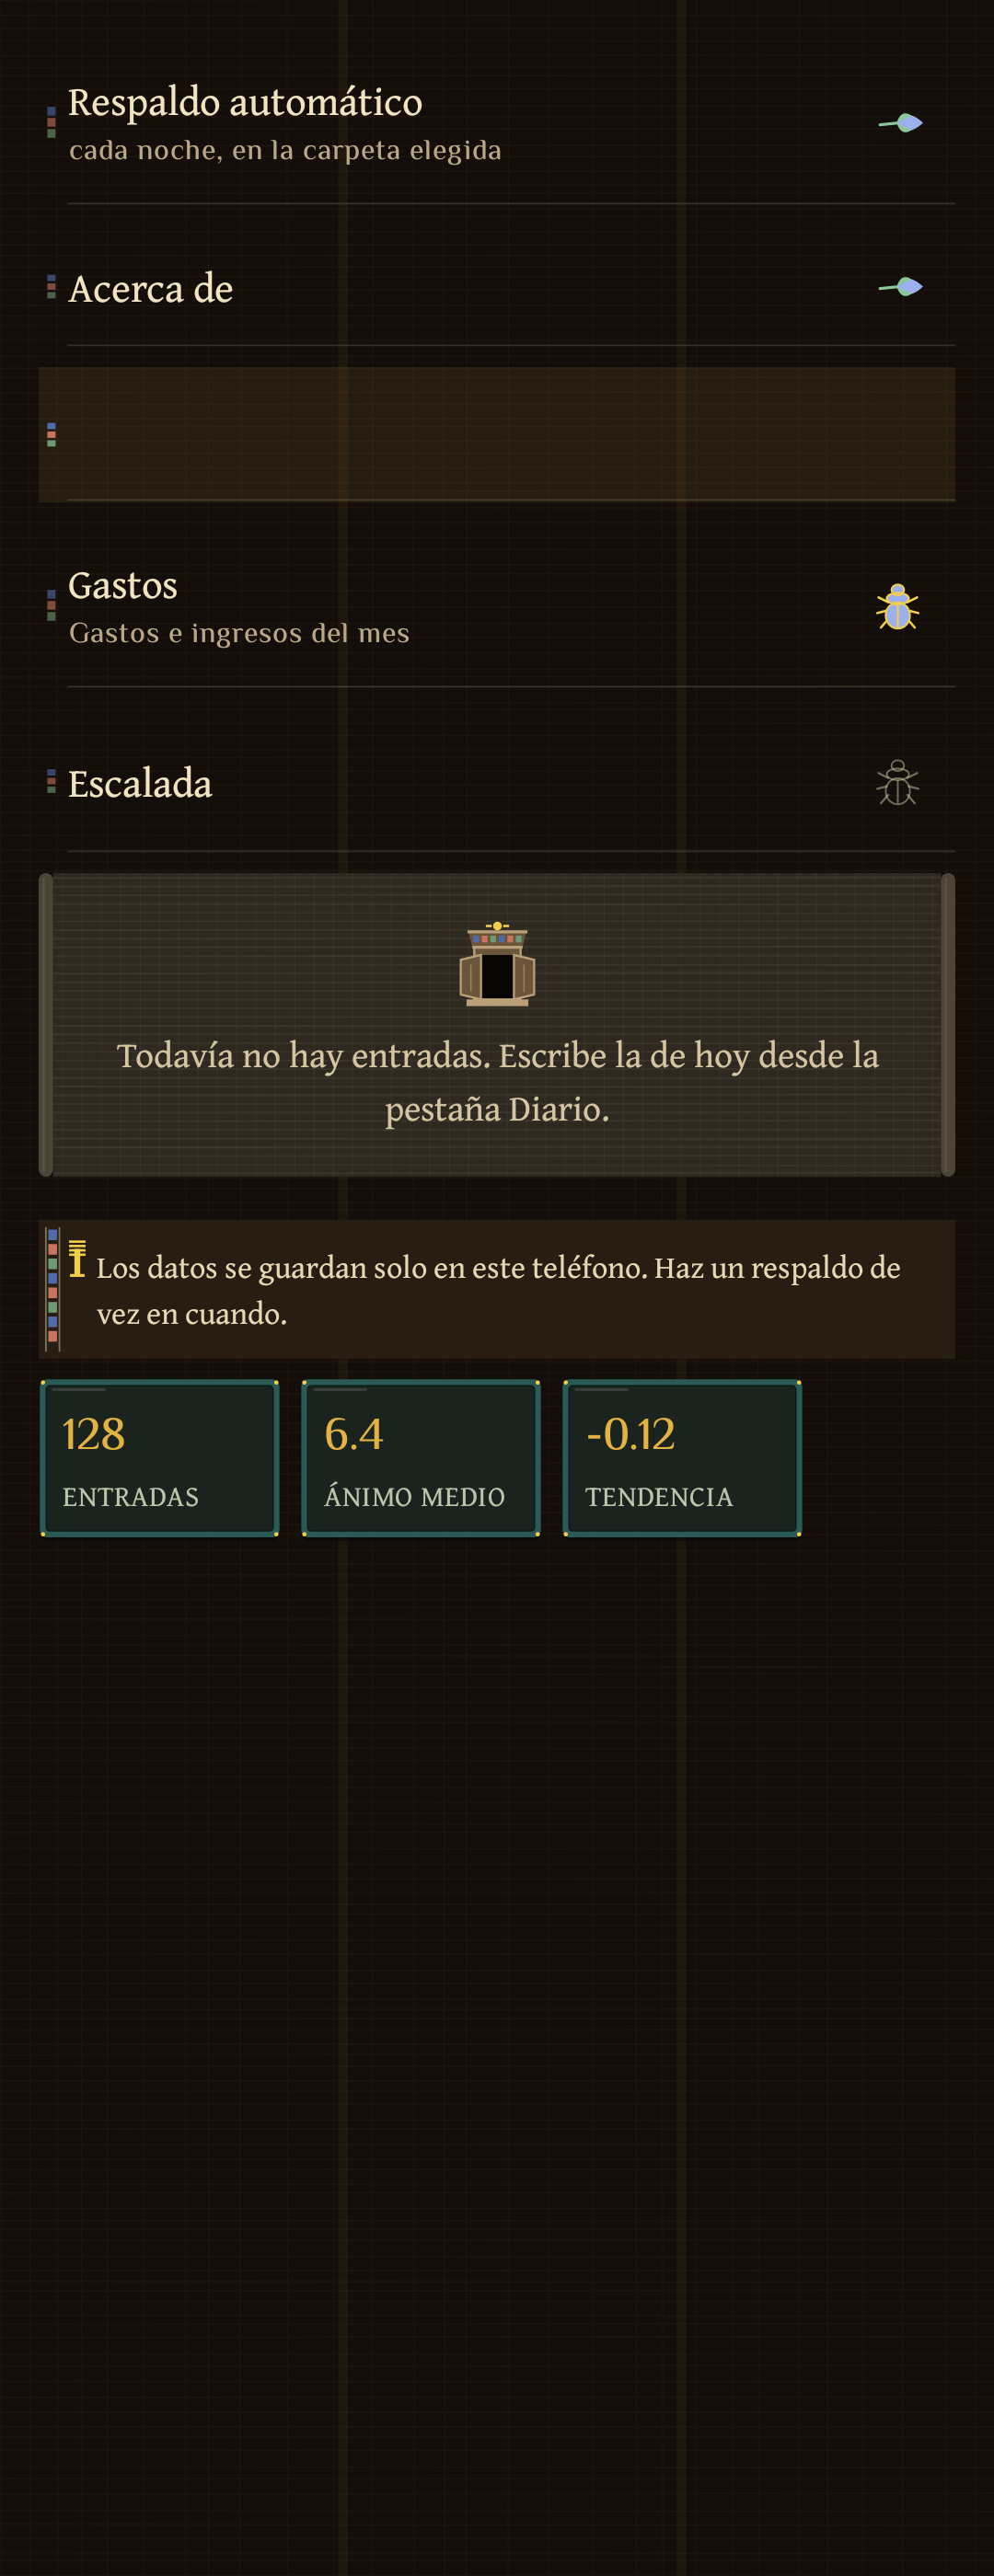 Respaldo automático
cada noche, en la carpeta elegida
Acerca de
Gastos
Gastos e ingresos del mes
Escalada
Todavía no hay entradas. Escribe la de hoy desde la
pestaña Diario.
Los datos se guardan solo en este teléfono. Haz un respaldo de
vez en cuando.
128
ENTRADAS
6.4
ÁNIMO MEDIO
-0.12
TENDENCIA